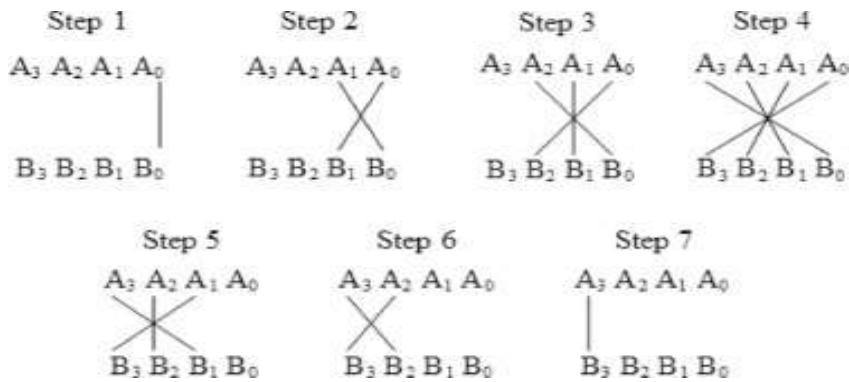 Step 1 Step 2 Step 3 Step 4
A₃ A₂ A₁ A₀ A₃ A₂ A₁ A₀ A₃ A₂ A₁ A₀ A₃ A₂ A₁ A₀
B₃ B₂ B₁ B₀ B₃ B₂ B₁ B₀ B₃ B₂ B₁ B₀ B₃ B₂ B₁ B₀
Step 5 Step 6 Step 7
A₃ A₂ A₁ A₀ A₃ A₂ A₁ A₀ A₃ A₂ A₁ A₀
B₃ B₂ B₁ B₀ B₃ B₂ B₁ B₀ B₃ B₂ B₁ B₀